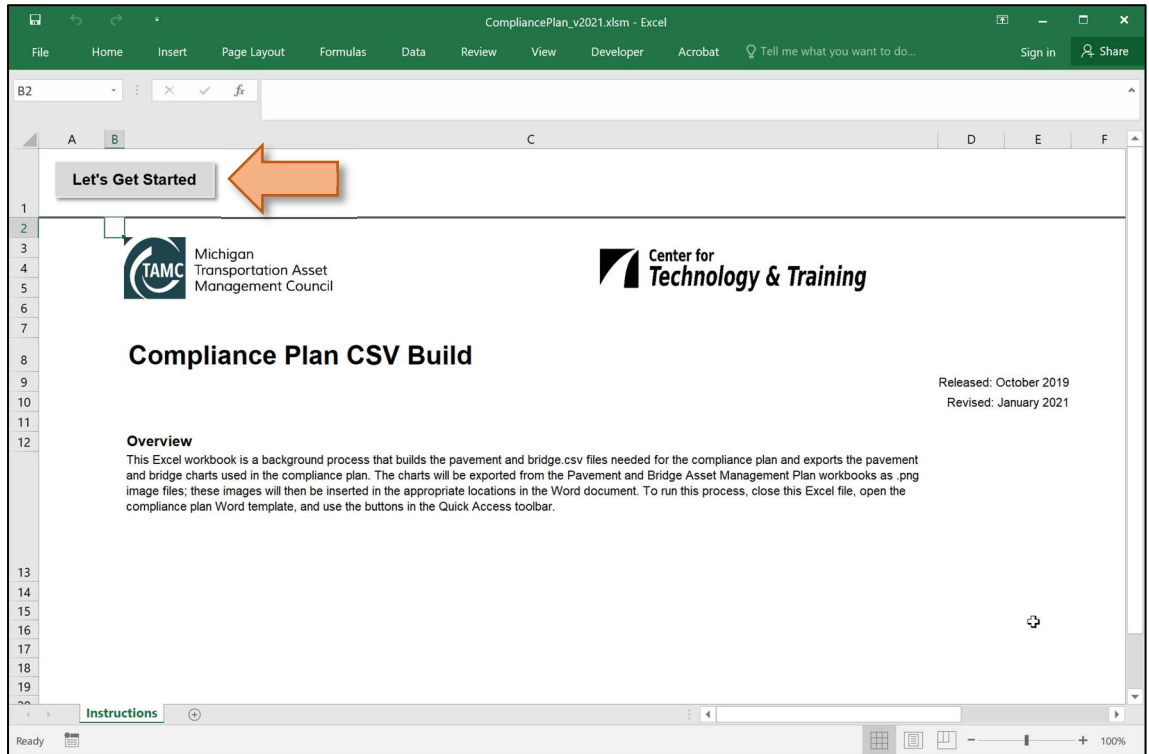 CompliancePlan_v2021.xlsm - Excel
File Home Insert Page Layout Formulas Data Review View Developer Acrobat Tell me what you want to do... Sign in Share
B2 fx
A B C D E F
Let's Get Started
1
2
3
4
5
6
7
8
9
10
11
12
13
14
15
16
17
18
19
20
TAMC
Michigan
Transportation Asset
Management Council
Center for
Technology & Training
Compliance Plan CSV Build
Released: October 2019
Revised: January 2021
Overview
This Excel workbook is a background process that builds the pavement and bridge.csv files needed for the compliance plan and exports the pavement
and bridge charts used in the compliance plan. The charts will be exported from the Pavement and Bridge Asset Management Plan workbooks as .png
image files; these images will then be inserted in the appropriate locations in the Word document. To run this process, close this Excel file, open the
compliance plan Word template, and use the buttons in the Quick Access toolbar.
Instructions
Ready 100%